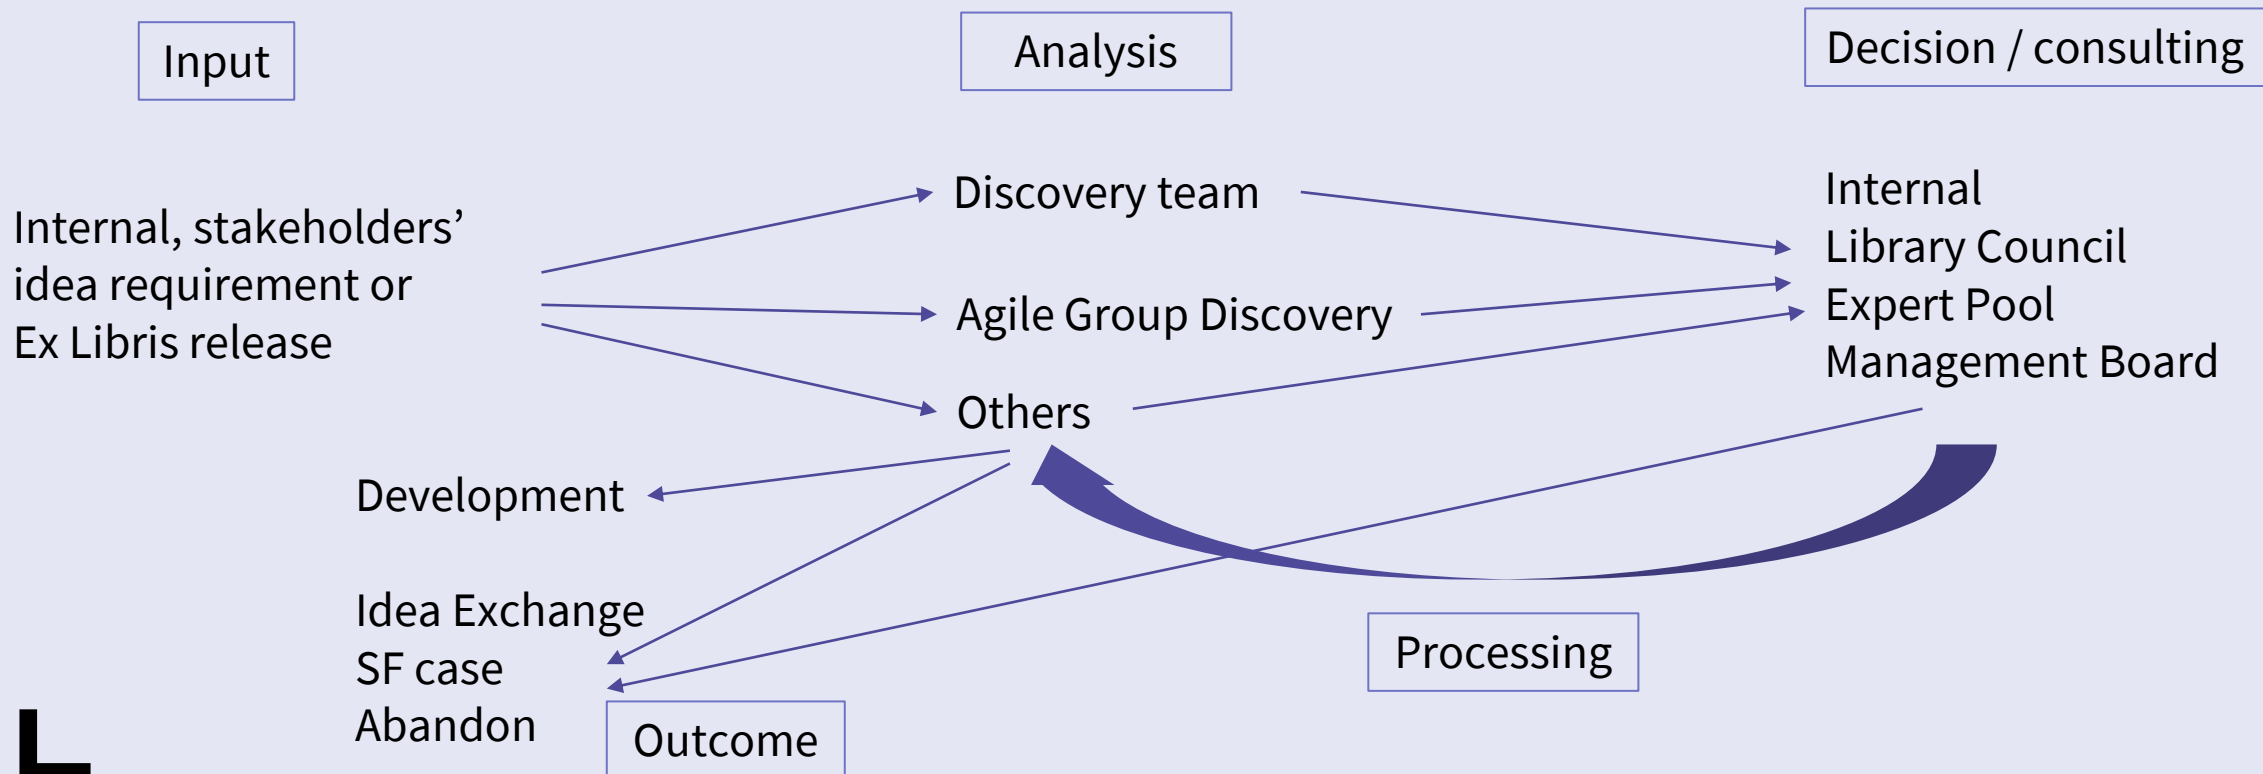 Input
Analysis
Decision / consulting
Internal, stakeholders’
idea requirement or
Ex Libris release
Discovery team
Agile Group Discovery
Others
Internal
Library Council
Expert Pool
Management Board
Development
Idea Exchange
SF case
Abandon
Outcome
Processing